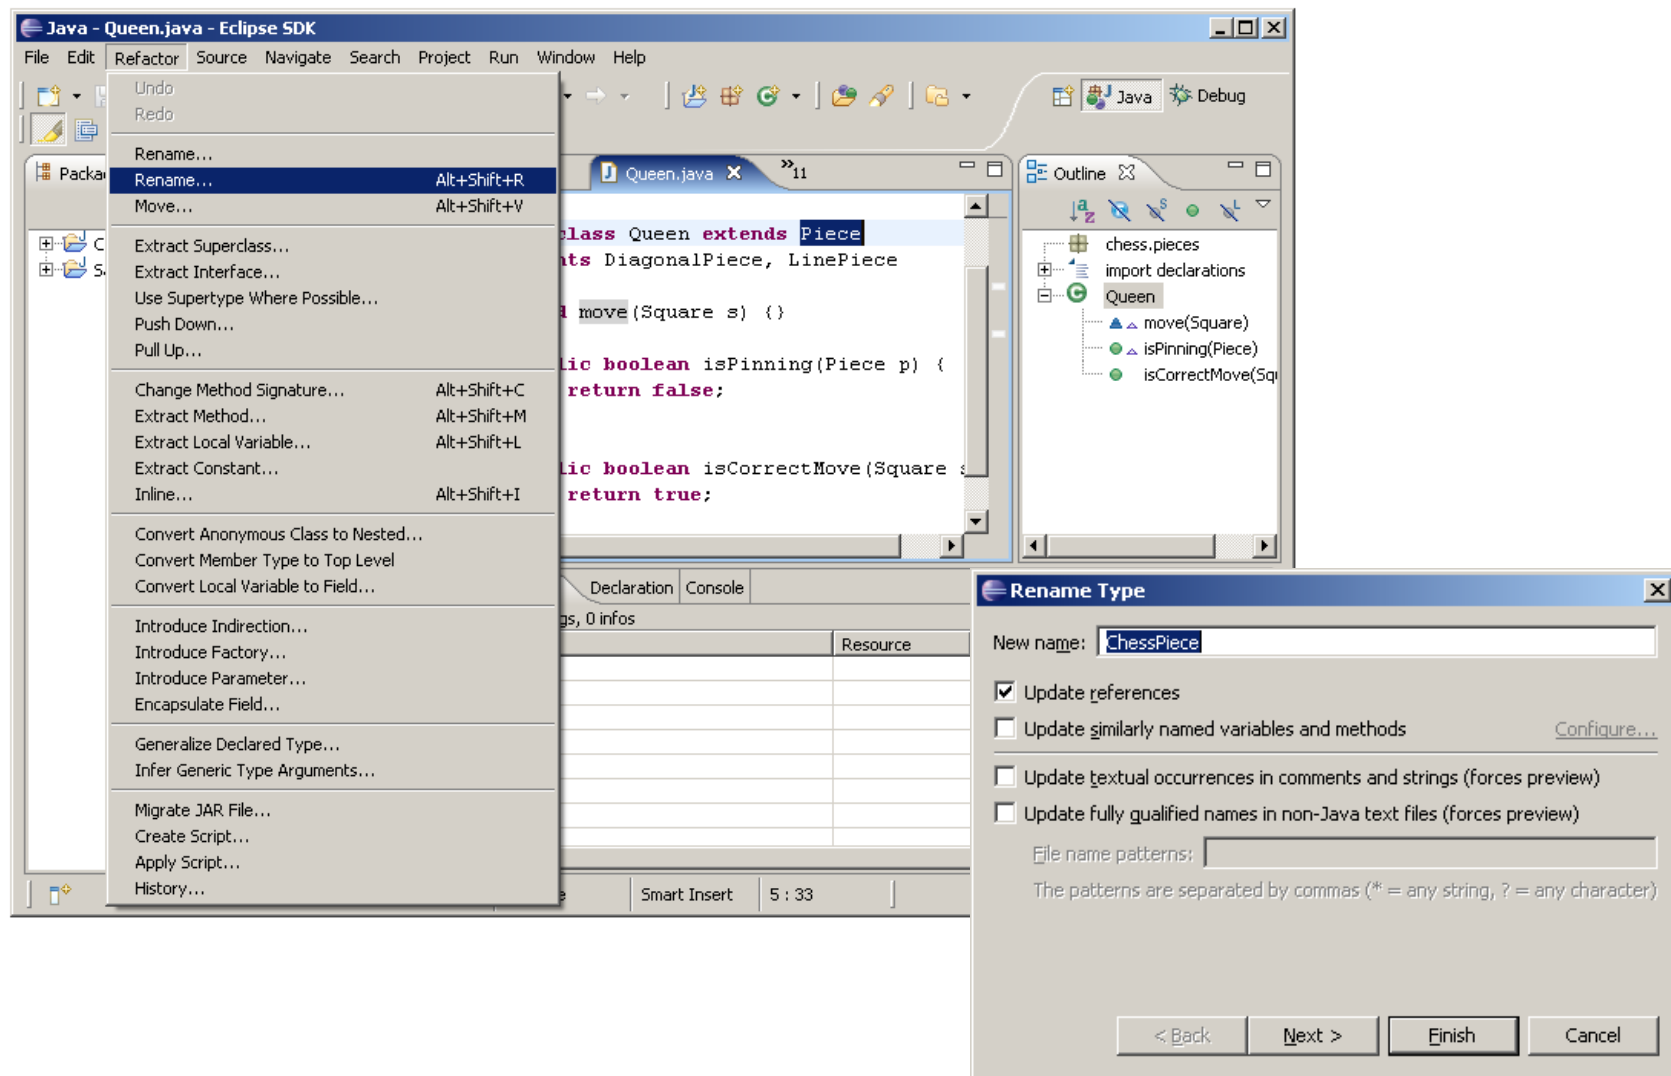 Java - Queen.java - Eclipse SDK
File Edit Refactor Source Navigate Search Project Run Window Help
Undo
Redo
Java Debug
Rename...
Rename... Alt+Shift+R
Move... Alt+Shift+V
Extract Superclass...
Extract Interface...
Use Supertype Where Possible...
Push Down...
Pull Up...
Change Method Signature... Alt+Shift+C
Extract Method... Alt+Shift+M
Extract Local Variable... Alt+Shift+L
Extract Constant...
Inline... Alt+Shift+I
Convert Anonymous Class to Nested...
Convert Member Type to Top Level
Convert Local Variable to Field...
Introduce Indirection...
Introduce Factory...
Introduce Parameter...
Encapsulate Field...
Generalize Declared Type...
Infer Generic Type Arguments...
Migrate JAR File...
Create Script...
Apply Script...
History...
Packa
C
S
Queen.java
»11
class Queen extends Piece
nts DiagonalPiece, LinePiece
d move(Square s) {}
lic boolean isPinning(Piece p) {
return false;
lic boolean isCorrectMove(Square s
return true;
Outline
chess.pieces
import declarations
Queen
move(Square)
isPinning(Piece)
isCorrectMove(Squ
Declaration Console
gs, 0 infos
Resource
e Smart Insert 5 : 33
Rename Type
New name: ChessPiece
Update references
Update similarly named variables and methods Configure...
Update textual occurrences in comments and strings (forces preview)
Update fully qualified names in non-Java text files (forces preview)
File name patterns:
The patterns are separated by commas (* = any string, ? = any character)
< Back Next > Finish Cancel